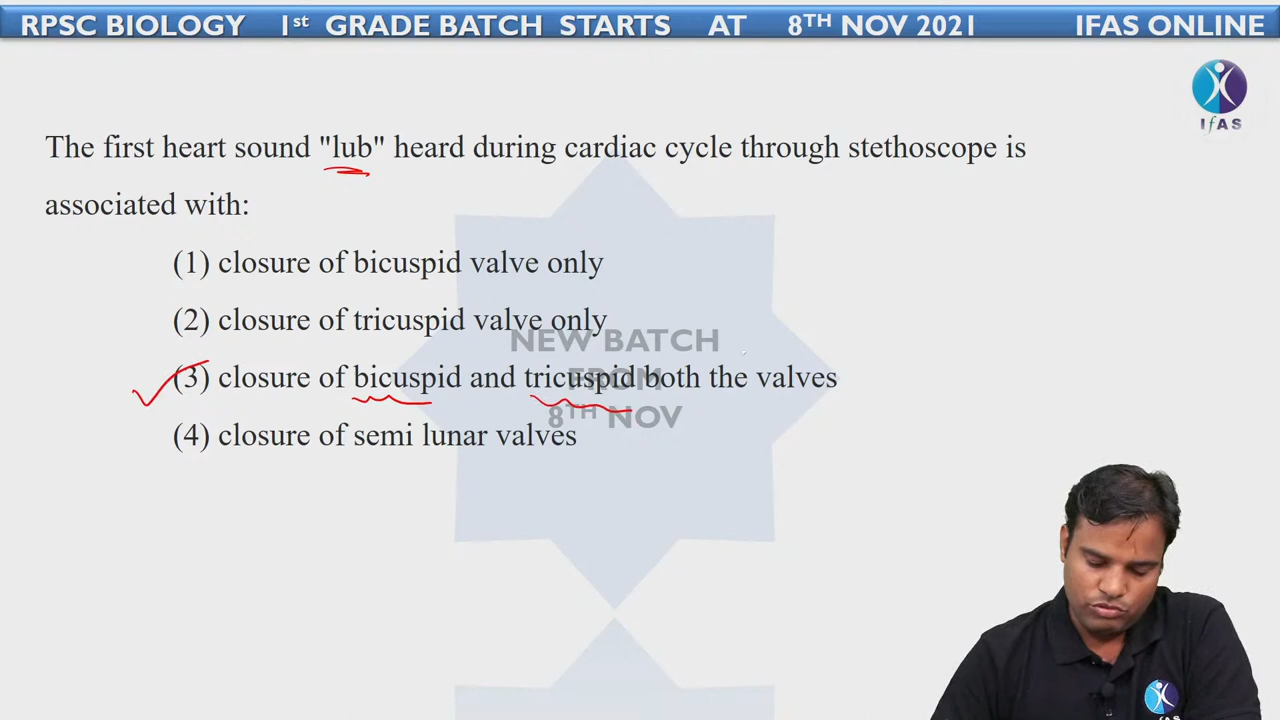 RPSC BIOLOGY 1st GRADE BATCH STARTS AT 8TH NOV 2021 IFAS ONLINE
IfAS
The first heart sound "lub" heard during cardiac cycle through stethoscope is
associated with:
(1) closure of bicuspid valve only
(2) closure of tricuspid valve only
NEW BATCH
(3) closure of bicuspid and tricuspid both the valves
FROM
8TH NOV
(4) closure of semi lunar valves
IfAS